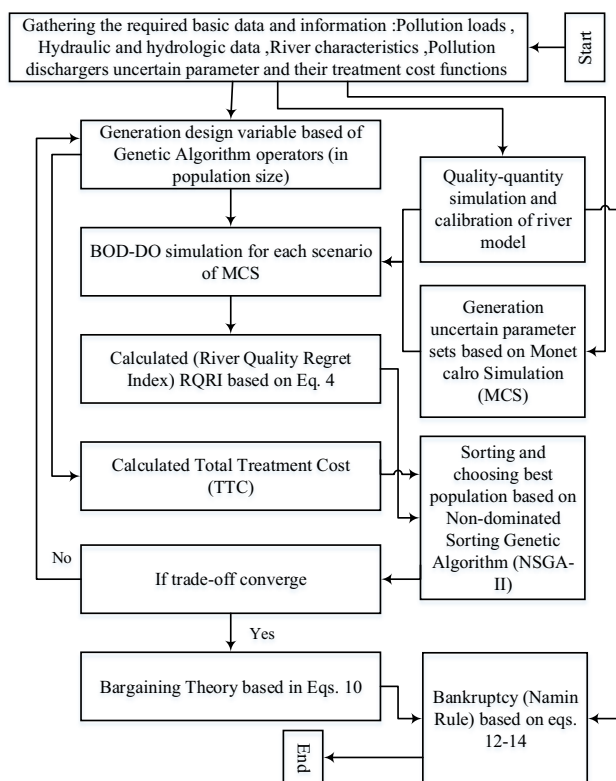 Gathering the required basic data and information :Pollution loads ,
Hydraulic and hydrologic data ,River characteristics ,Pollution
dischargers uncertain parameter and their treatment cost functions
Start
Generation design variable based of
Genetic Algorithm operators (in
population size)
Quality-quantity
simulation and
calibration of river
model
BOD-DO simulation for each scenario
of MCS
Generation
uncertain parameter
sets based on Monet
calro Simulation
(MCS)
Calculated (River Quality Regret
Index) RQRI based on Eq. 4
Calculated Total Treatment Cost
(TTC)
Sorting and
choosing best
population based on
Non-dominated
Sorting Genetic
Algorithm (NSGA-
II)
No
If trade-off converge
Yes
Bargaining Theory based in Eqs. 10
Bankruptcy (Namin
Rule) based on eqs.
12-14
End